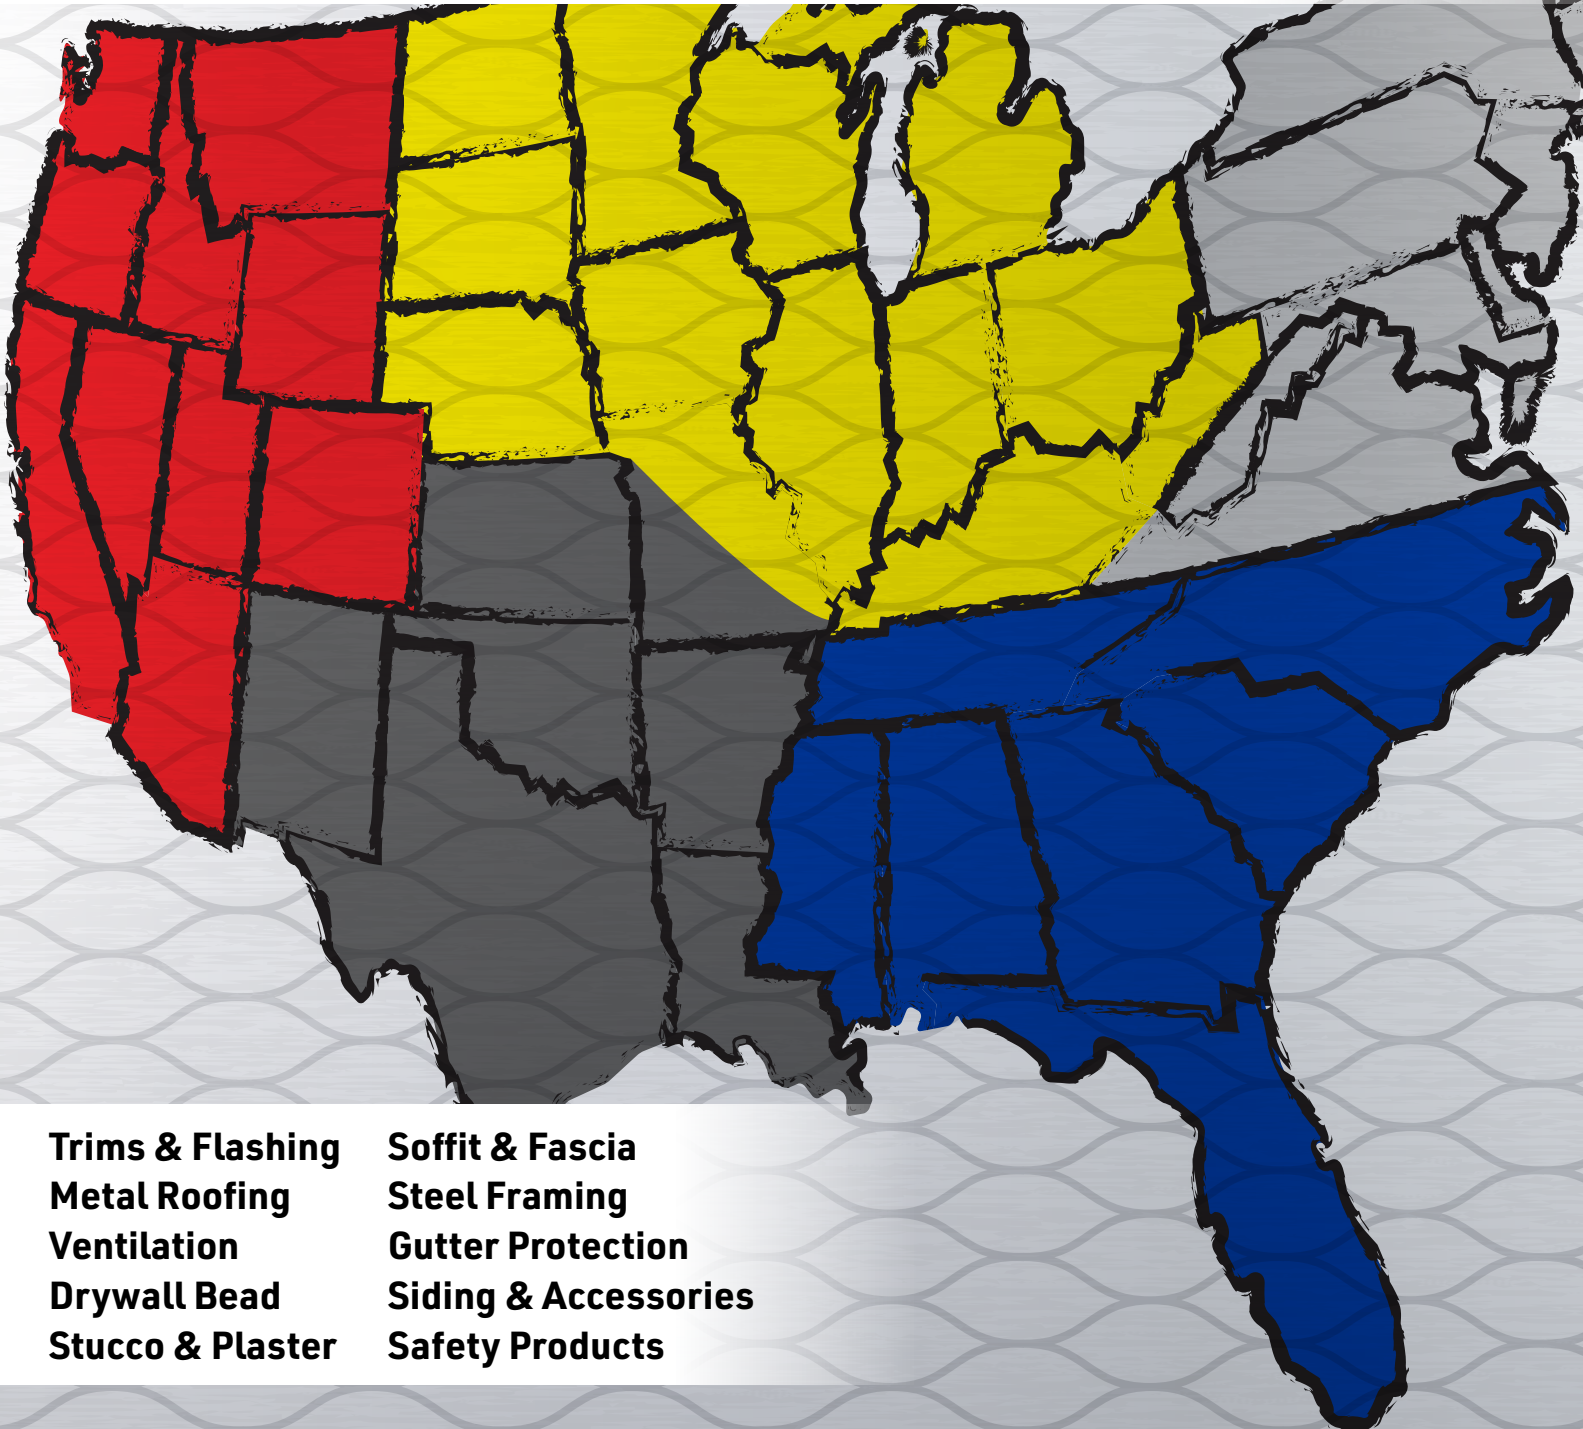 Trims & Flashing
Metal Roofing
Ventilation
Drywall Bead
Stucco & Plaster
Soffit & Fascia
Steel Framing
Gutter Protection
Siding & Accessories
Safety Products